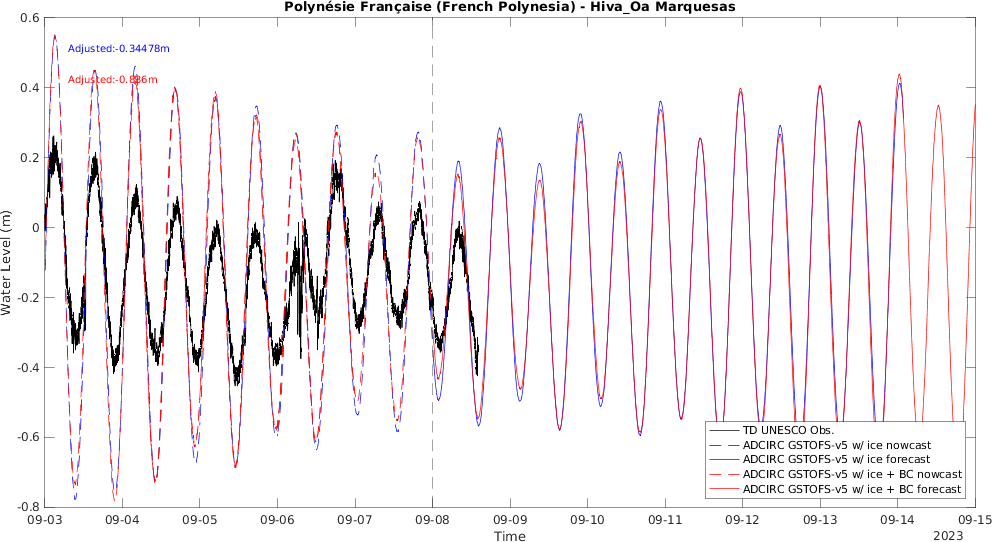 Polynésie Française (French Polynesia) - Hiva_Oa Marquesas
0.6
Adjusted:-0.34478m
Adjusted:-0.836m
0.4
0.2
0
-0.2
-0.4
-0.6
-0.8
Water Level (m)
TD UNESCO Obs.
ADCIRC GSTOFS-v5 w/ ice nowcast
ADCIRC GSTOFS-v5 w/ ice forecast
ADCIRC GSTOFS-v5 w/ ice + BC nowcast
ADCIRC GSTOFS-v5 w/ ice + BC forecast
09-03 09-04 09-05 09-06 09-07 09-08 09-09 09-10 09-11 09-12 09-13 09-14 09-15
Time
2023